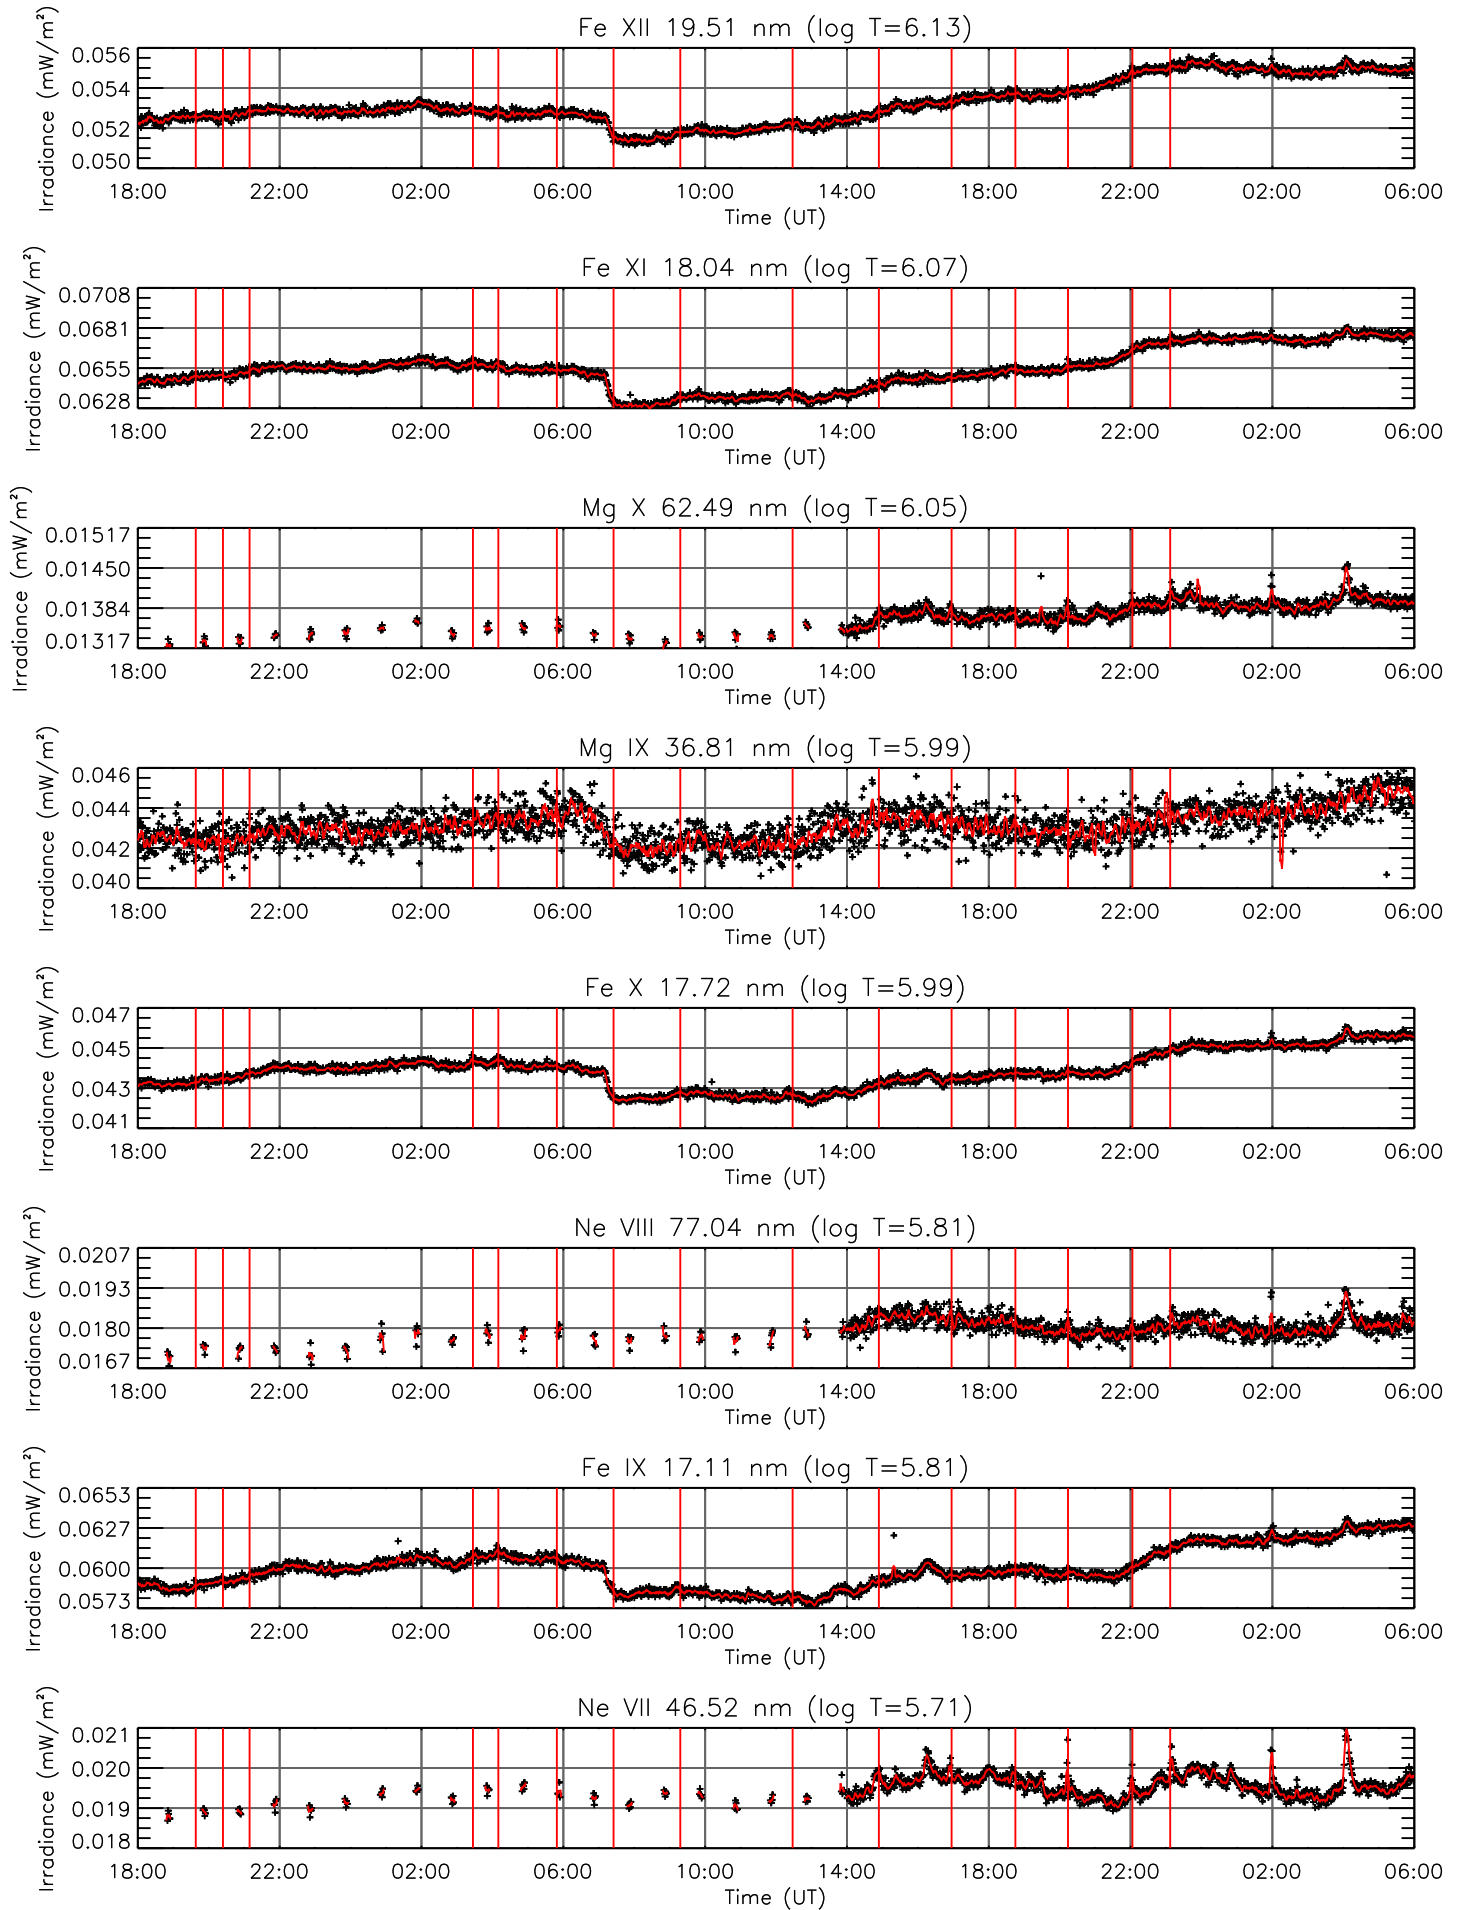 Fe XII 19.51 nm (log T=6.13)
Irradiance (mW/m²)
0.056
0.054
0.052
0.050
18:00 22:00 02:00 06:00 10:00 14:00 18:00 22:00 02:00 06:00
Time (UT)
Fe XI 18.04 nm (log T=6.07)
Irradiance (mW/m²)
0.0708
0.0681
0.0655
0.0628
18:00 22:00 02:00 06:00 10:00 14:00 18:00 22:00 02:00 06:00
Time (UT)
Mg X 62.49 nm (log T=6.05)
Irradiance (mW/m²)
0.01517
0.01450
0.01384
0.01317
18:00 22:00 02:00 06:00 10:00 14:00 18:00 22:00 02:00 06:00
Time (UT)
Mg IX 36.81 nm (log T=5.99)
Irradiance (mW/m²)
0.046
0.044
0.042
0.040
18:00 22:00 02:00 06:00 10:00 14:00 18:00 22:00 02:00 06:00
Time (UT)
Fe X 17.72 nm (log T=5.99)
Irradiance (mW/m²)
0.047
0.045
0.043
0.041
18:00 22:00 02:00 06:00 10:00 14:00 18:00 22:00 02:00 06:00
Time (UT)
Ne VIII 77.04 nm (log T=5.81)
Irradiance (mW/m²)
0.0207
0.0193
0.0180
0.0167
18:00 22:00 02:00 06:00 10:00 14:00 18:00 22:00 02:00 06:00
Time (UT)
Fe IX 17.11 nm (log T=5.81)
Irradiance (mW/m²)
0.0653
0.0627
0.0600
0.0573
18:00 22:00 02:00 06:00 10:00 14:00 18:00 22:00 02:00 06:00
Time (UT)
Ne VII 46.52 nm (log T=5.71)
Irradiance (mW/m²)
0.021
0.020
0.019
0.018
18:00 22:00 02:00 06:00 10:00 14:00 18:00 22:00 02:00 06:00
Time (UT)